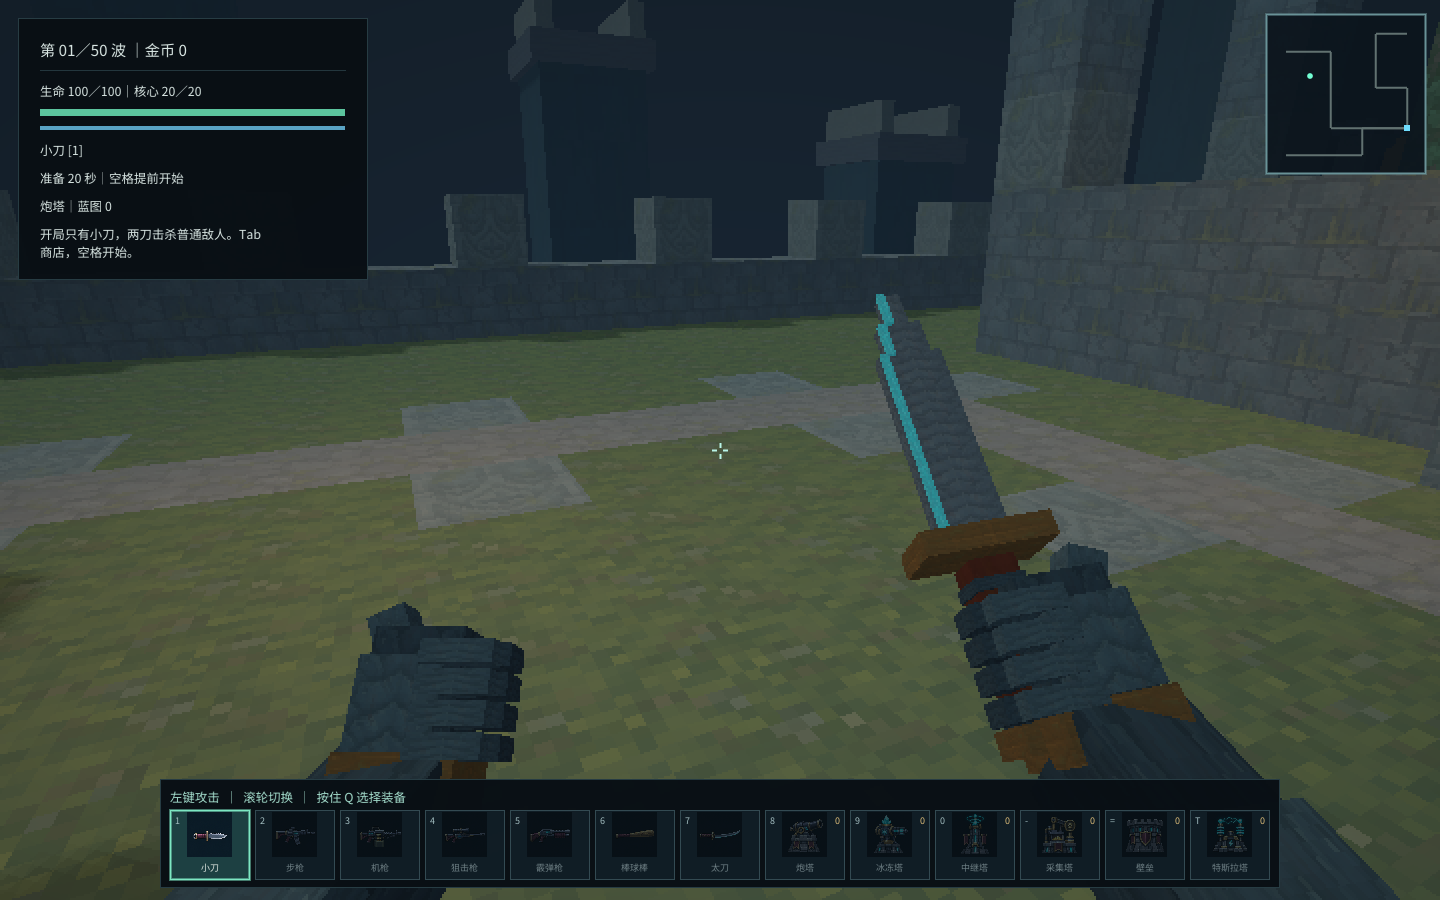 第 01／50 波 ｜金币 0
生命 100／100｜核心 20／20
小刀 [1]
准备 20 秒｜空格提前开始
炮塔｜蓝图 0
开局只有小刀，两刀击杀普通敌人。Tab
商店，空格开始。
左键攻击 ｜ 滚轮切换 ｜ 按住 Q 选择装备
1 小刀
2 步枪
3 机枪
4 狙击枪
5 霰弹枪
6 棒球棒
7 太刀
8 0 炮塔
9 0 冰冻塔
0 0 中继塔
- 0 采集塔
= 0 壁垒
T 0 特斯拉塔